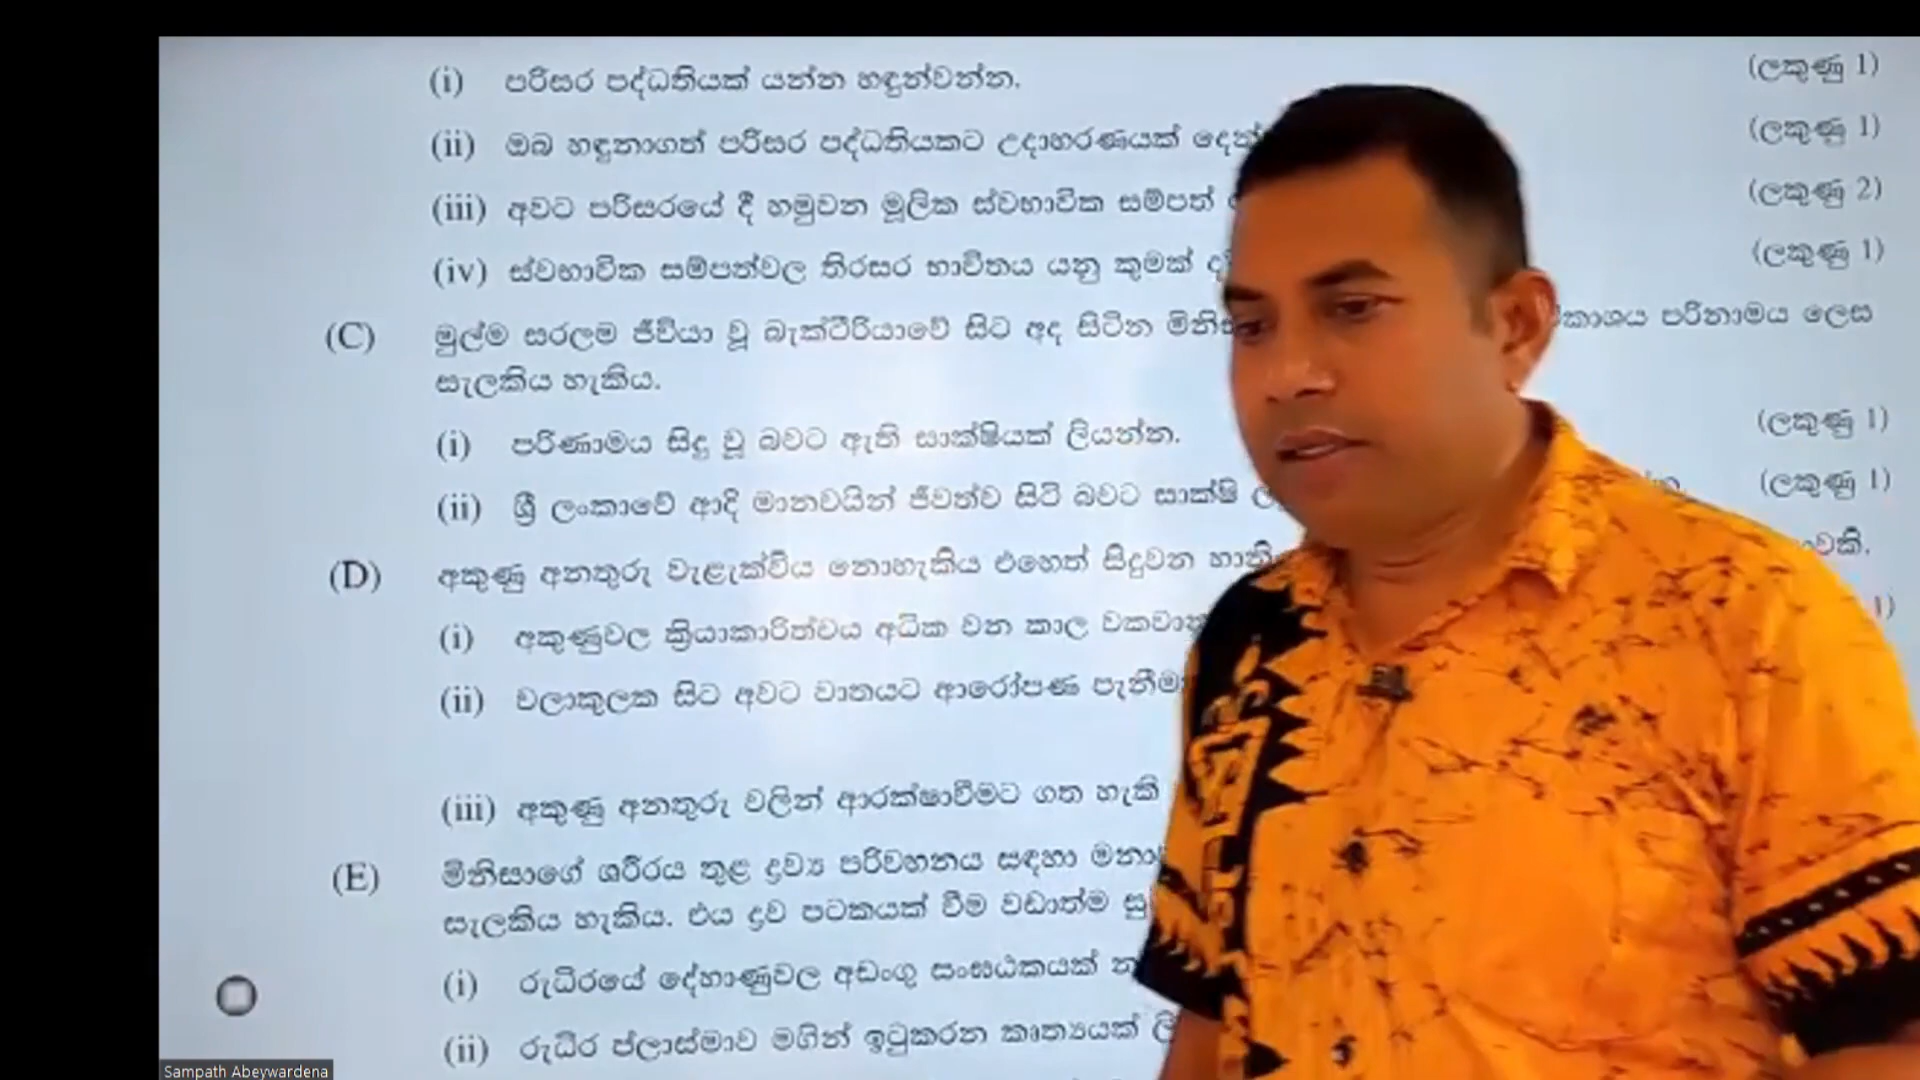 (i) පරිසර පද්ධතියක් යන්න හඳුන්වන්න. (ලකුණු 1)
(ii) ඔබ හඳුනාගත් පරිසර පද්ධතියකට උදාහරණයක් (ලකුණු 1)
(iii) අවට පරිසරයේ දී හමුවන මූලික ස්වභාවික සම්පත් (ලකුණු 2)
(iv) ස්වභාවික සම්පත්වල තිරසර භාවිතය යනු කුමක් (ලකුණු 1)
(C) මුල්ම සරලම ජීවියා වූ බැක්ටීරියාවේ සිට අද සිටින පරිනාමය ලෙස
සැලකිය හැකිය.
(i) පරිණාමය සිදු වූ බවට ඇති සාක්ෂියක් ලියන්න. (ලකුණු 1)
(ii) ශ්‍රී ලංකාවේ ආදි මානවයින් ජීවත්ව සිටි බවට සාක්ෂි (ලකුණු 1)
(D) අකුණු අනතුරු වැළැක්විය නොහැකිය එහෙත් සිදුවන
(i) අකුණුවල ක්‍රියාකාරිත්වය අධික වන කාල 1)
(ii) වලාකුලක සිට අවට වාතයට ආරෝපණ
(iii) අකුණු අනතුරු වලින් ආරක්ෂාවීමට ගත හැකි
(E) මිනිසාගේ ශරීරය තුළ ද්‍රව්‍ය පරිවහනය සඳහා
සැලකිය හැකිය. එය ද්‍රව පටකයක් වීම වඩාත්ම
(i) රුධිරයේ දේහාණුවල අඩංගු සංඝඨකයක්
(ii) රුධිර ප්ලාස්මාව මගින් ඉටුකරන කෘත්‍යයක්
Sampath Abeywardena